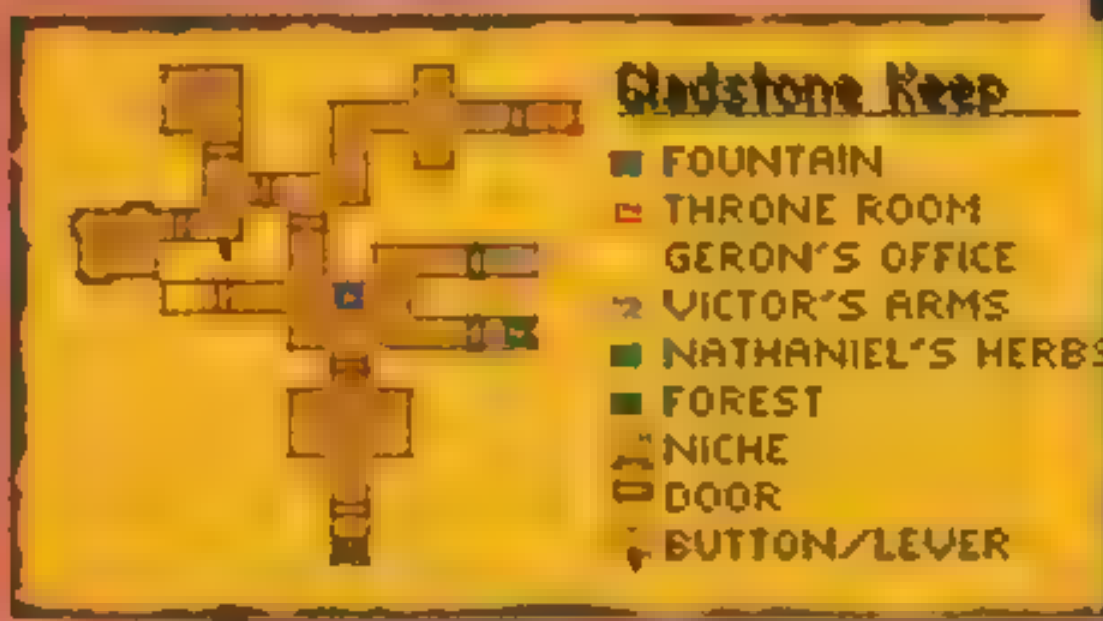 Gladstone Keep
FOUNTAIN
THRONE ROOM
GERON'S OFFICE
VICTOR'S ARMS
NATHANIEL'S HERBS
FOREST
NICHE
DOOR
BUTTON/LEVER